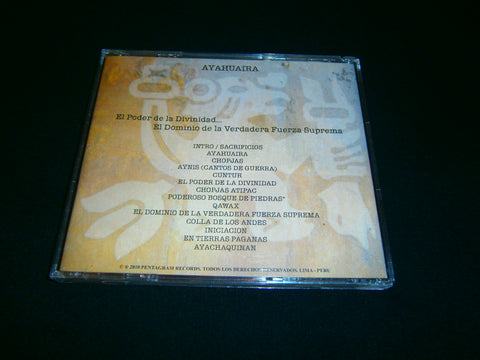 AYAHUAIRA
El Poder de la Divinidad...
El Dominio de la Verdadera Fuerza Suprema
INTRO / SACRIFICIOS
AYAHUAIRA
CHOPJAS
AYNIS (CANTOS DE GUERRA)
CUNTUR
EL PODER DE LA DIVINIDAD
CHOPJAS ATIPAC
PODEROSO BOSQUE DE PIEDRAS*
QAWAX
EL DOMINIO DE LA VERDADERA FUERZA SUPREMA
COLLA DE LOS ANDES
INICIACION
EN TIERRAS PAGANAS
AYACHAQUINAN
© ℗ 2010 PENTAGRAM RECORDS. TODOS LOS DERECHOS RESERVADOS. LIMA - PERU